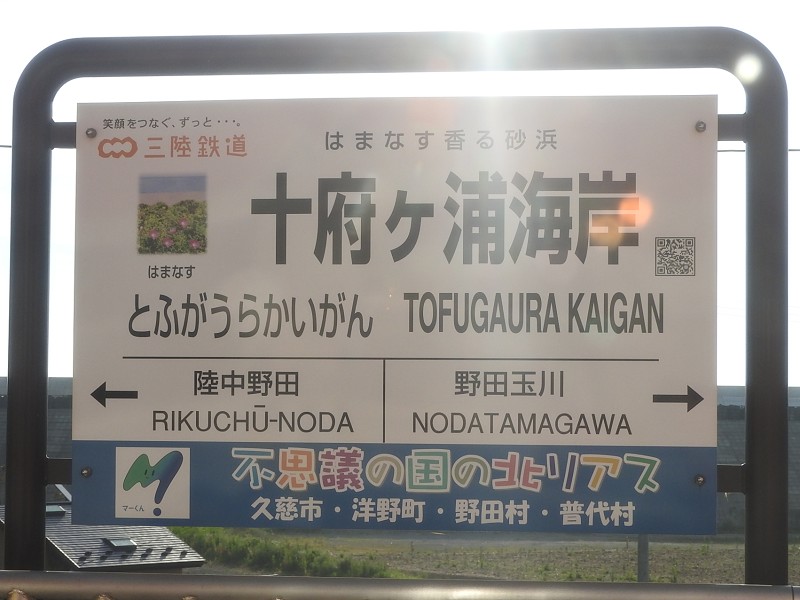 笑顔をつなぐ、ずっと・・・。
三陸鉄道
はまなす香る砂浜
十府ヶ浦海岸
はまなす
とふがうらかいがん TOFUGAURA KAIGAN
陸中野田
RIKUCHŪ-NODA
野田玉川
NODATAMAGAWA
マーくん
不思議の国の北リアス
久慈市・洋野町・野田村・普代村